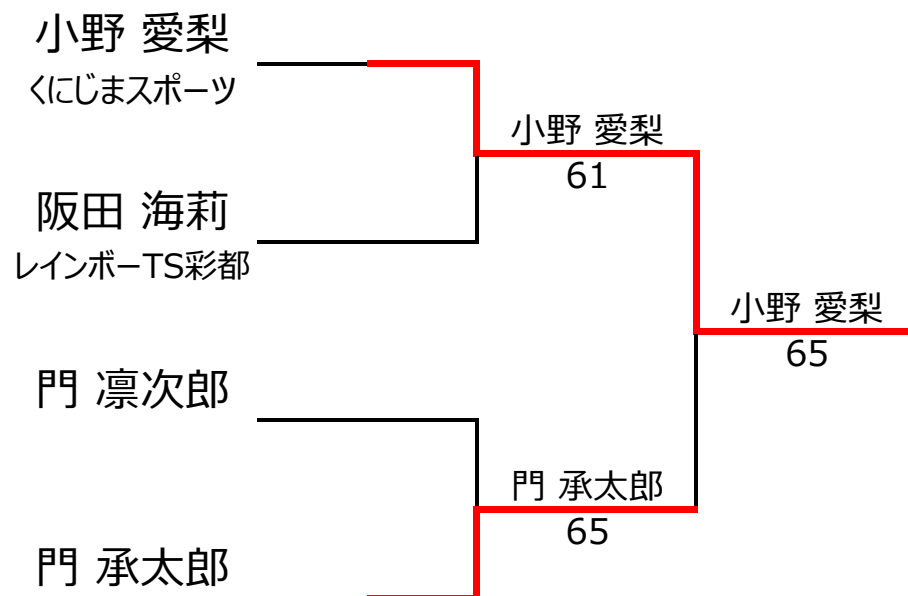 小野 愛梨
くにじまスポーツ
小野 愛梨
61
阪田 海莉
レインボーTS彩都
小野 愛梨
65
門 凛次郎
門 承太郎
65
門 承太郎